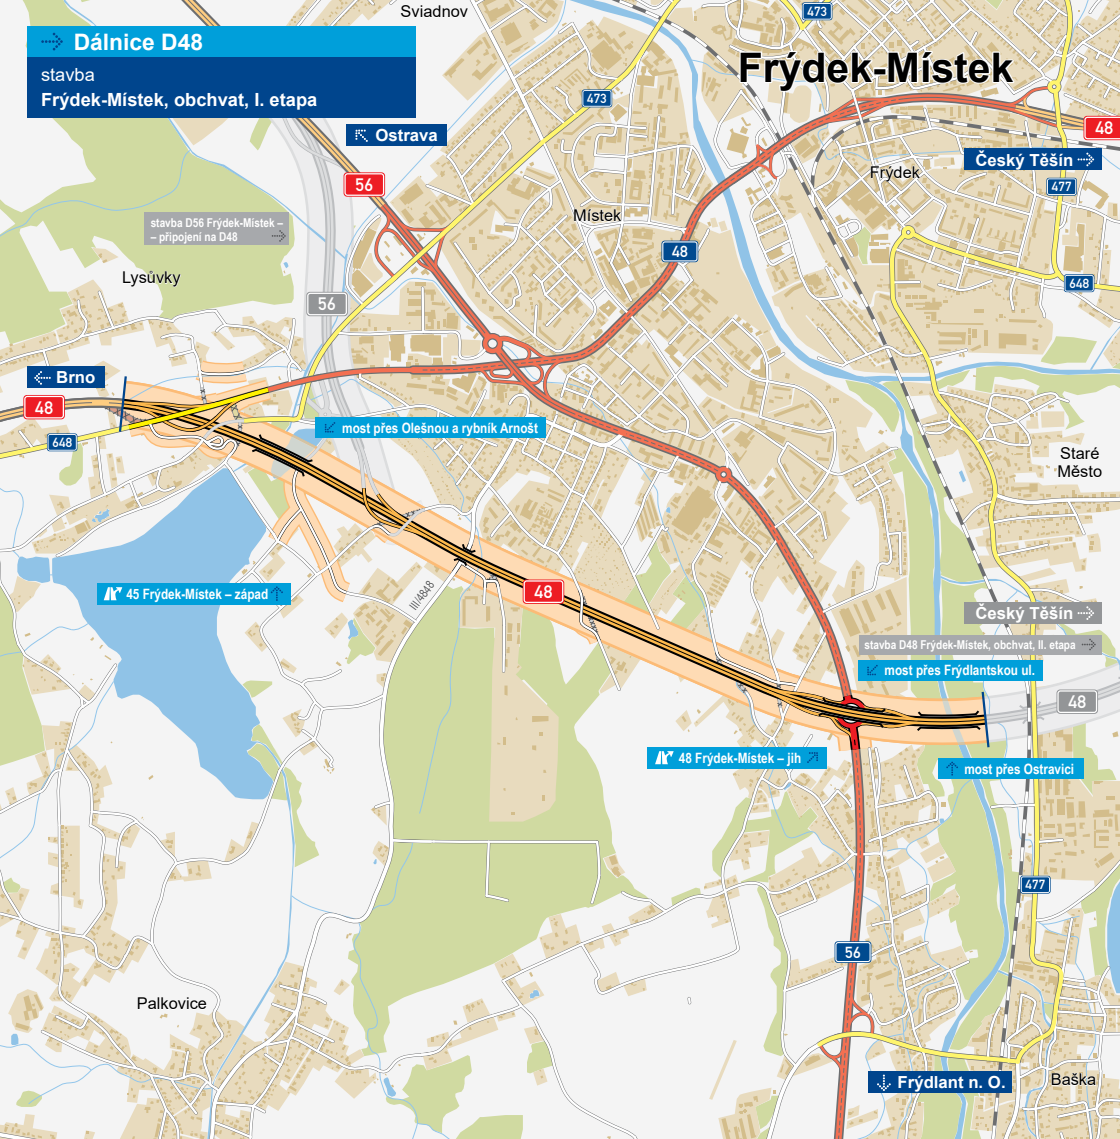 Dálnice D48
stavba
Frýdek-Místek, obchvat, I. etapa
Sviadnov
473
Frýdek-Místek
473
48
Ostrava
Český Těšín
56
Frýdek
477
stavba D56 Frýdek-Místek –
– připojení na D48
Místek
48
Lysůvky
648
56
Brno
48
most přes Olešnou a rybník Arnošt
648
Staré
Město
45 Frýdek-Místek – západ
III/4848
48
Český Těšín
stavba D48 Frýdek-Místek, obchvat, II. etapa
most přes Frýdlantskou ul.
48
48 Frýdek-Místek – jih
most přes Ostravici
477
56
Palkovice
Frýdlant n. O.
Baška